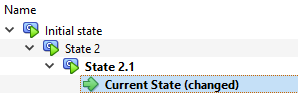 Name
Initial state
State 2
State 2.1
Current State (changed)